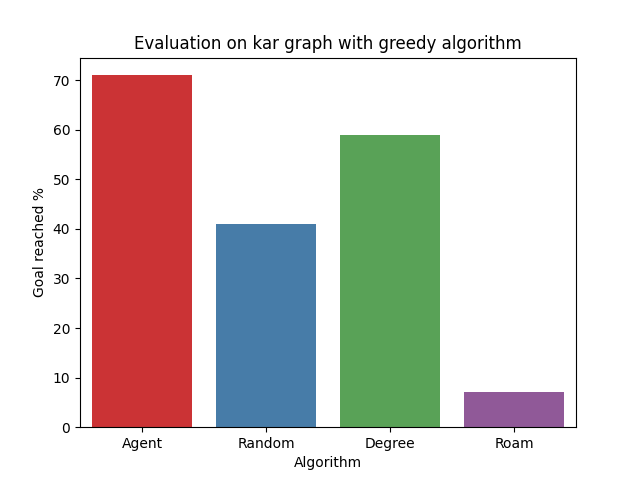 Evaluation on kar graph with greedy algorithm
Goal reached %
70
60
50
40
30
20
10
0
Agent Random Degree Roam
Algorithm